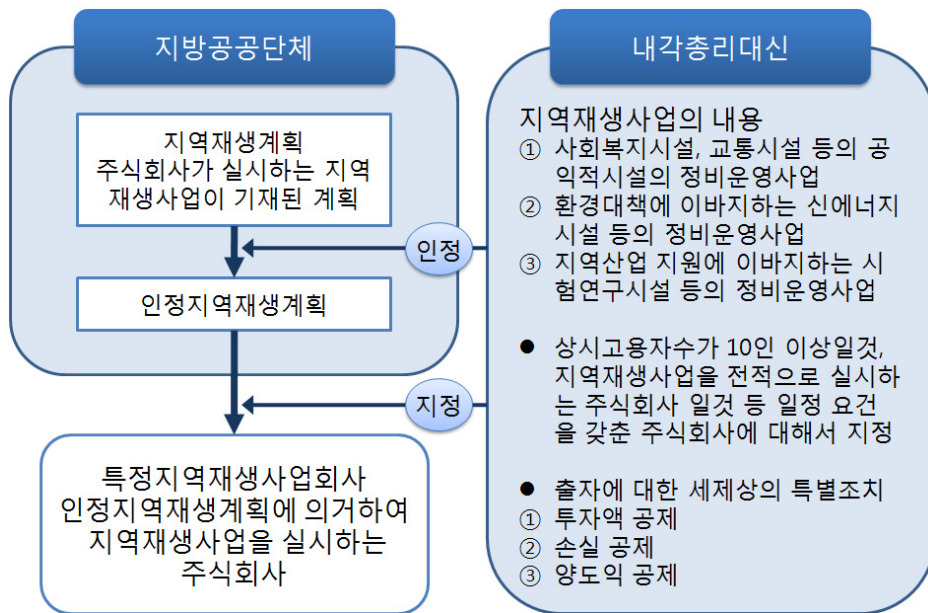 지방공공단체
지역재생계획
주식회사가 실시하는 지역
재생사업이 기재된 계획
인정
인정지역재생계획
지정
특정지역재생사업회사
인정지역재생계획에 의거하여
지역재생사업을 실시하는
주식회사
내각총리대신
지역재생사업의 내용
① 사회복지시설, 교통시설 등의 공
익적시설의 정비운영사업
② 환경대책에 이바지하는 신에너지
시설 등의 정비운영사업
③ 지역산업 지원에 이바지하는 시
험연구시설 등의 정비운영사업
● 상시고용자수가 10인 이상일것,
지역재생사업을 전적으로 실시하
는 주식회사 일것 등 일정 요건
을 갖춘 주식회사에 대해서 지정
● 출자에 대한 세제상의 특별조치
① 투자액 공제
② 손실 공제
③ 양도익 공제